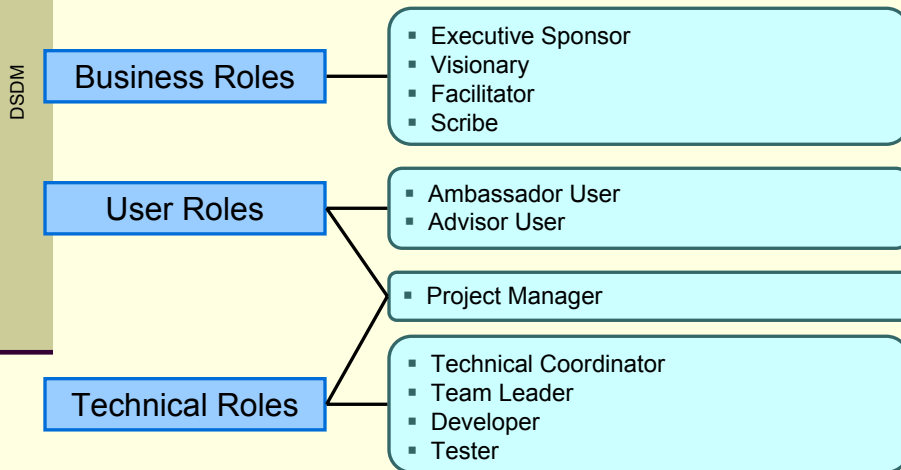 DSDM
Business Roles
▪ Executive Sponsor
▪ Visionary
▪ Facilitator
▪ Scribe
User Roles
▪ Ambassador User
▪ Advisor User
▪ Project Manager
Technical Roles
▪ Technical Coordinator
▪ Team Leader
▪ Developer
▪ Tester